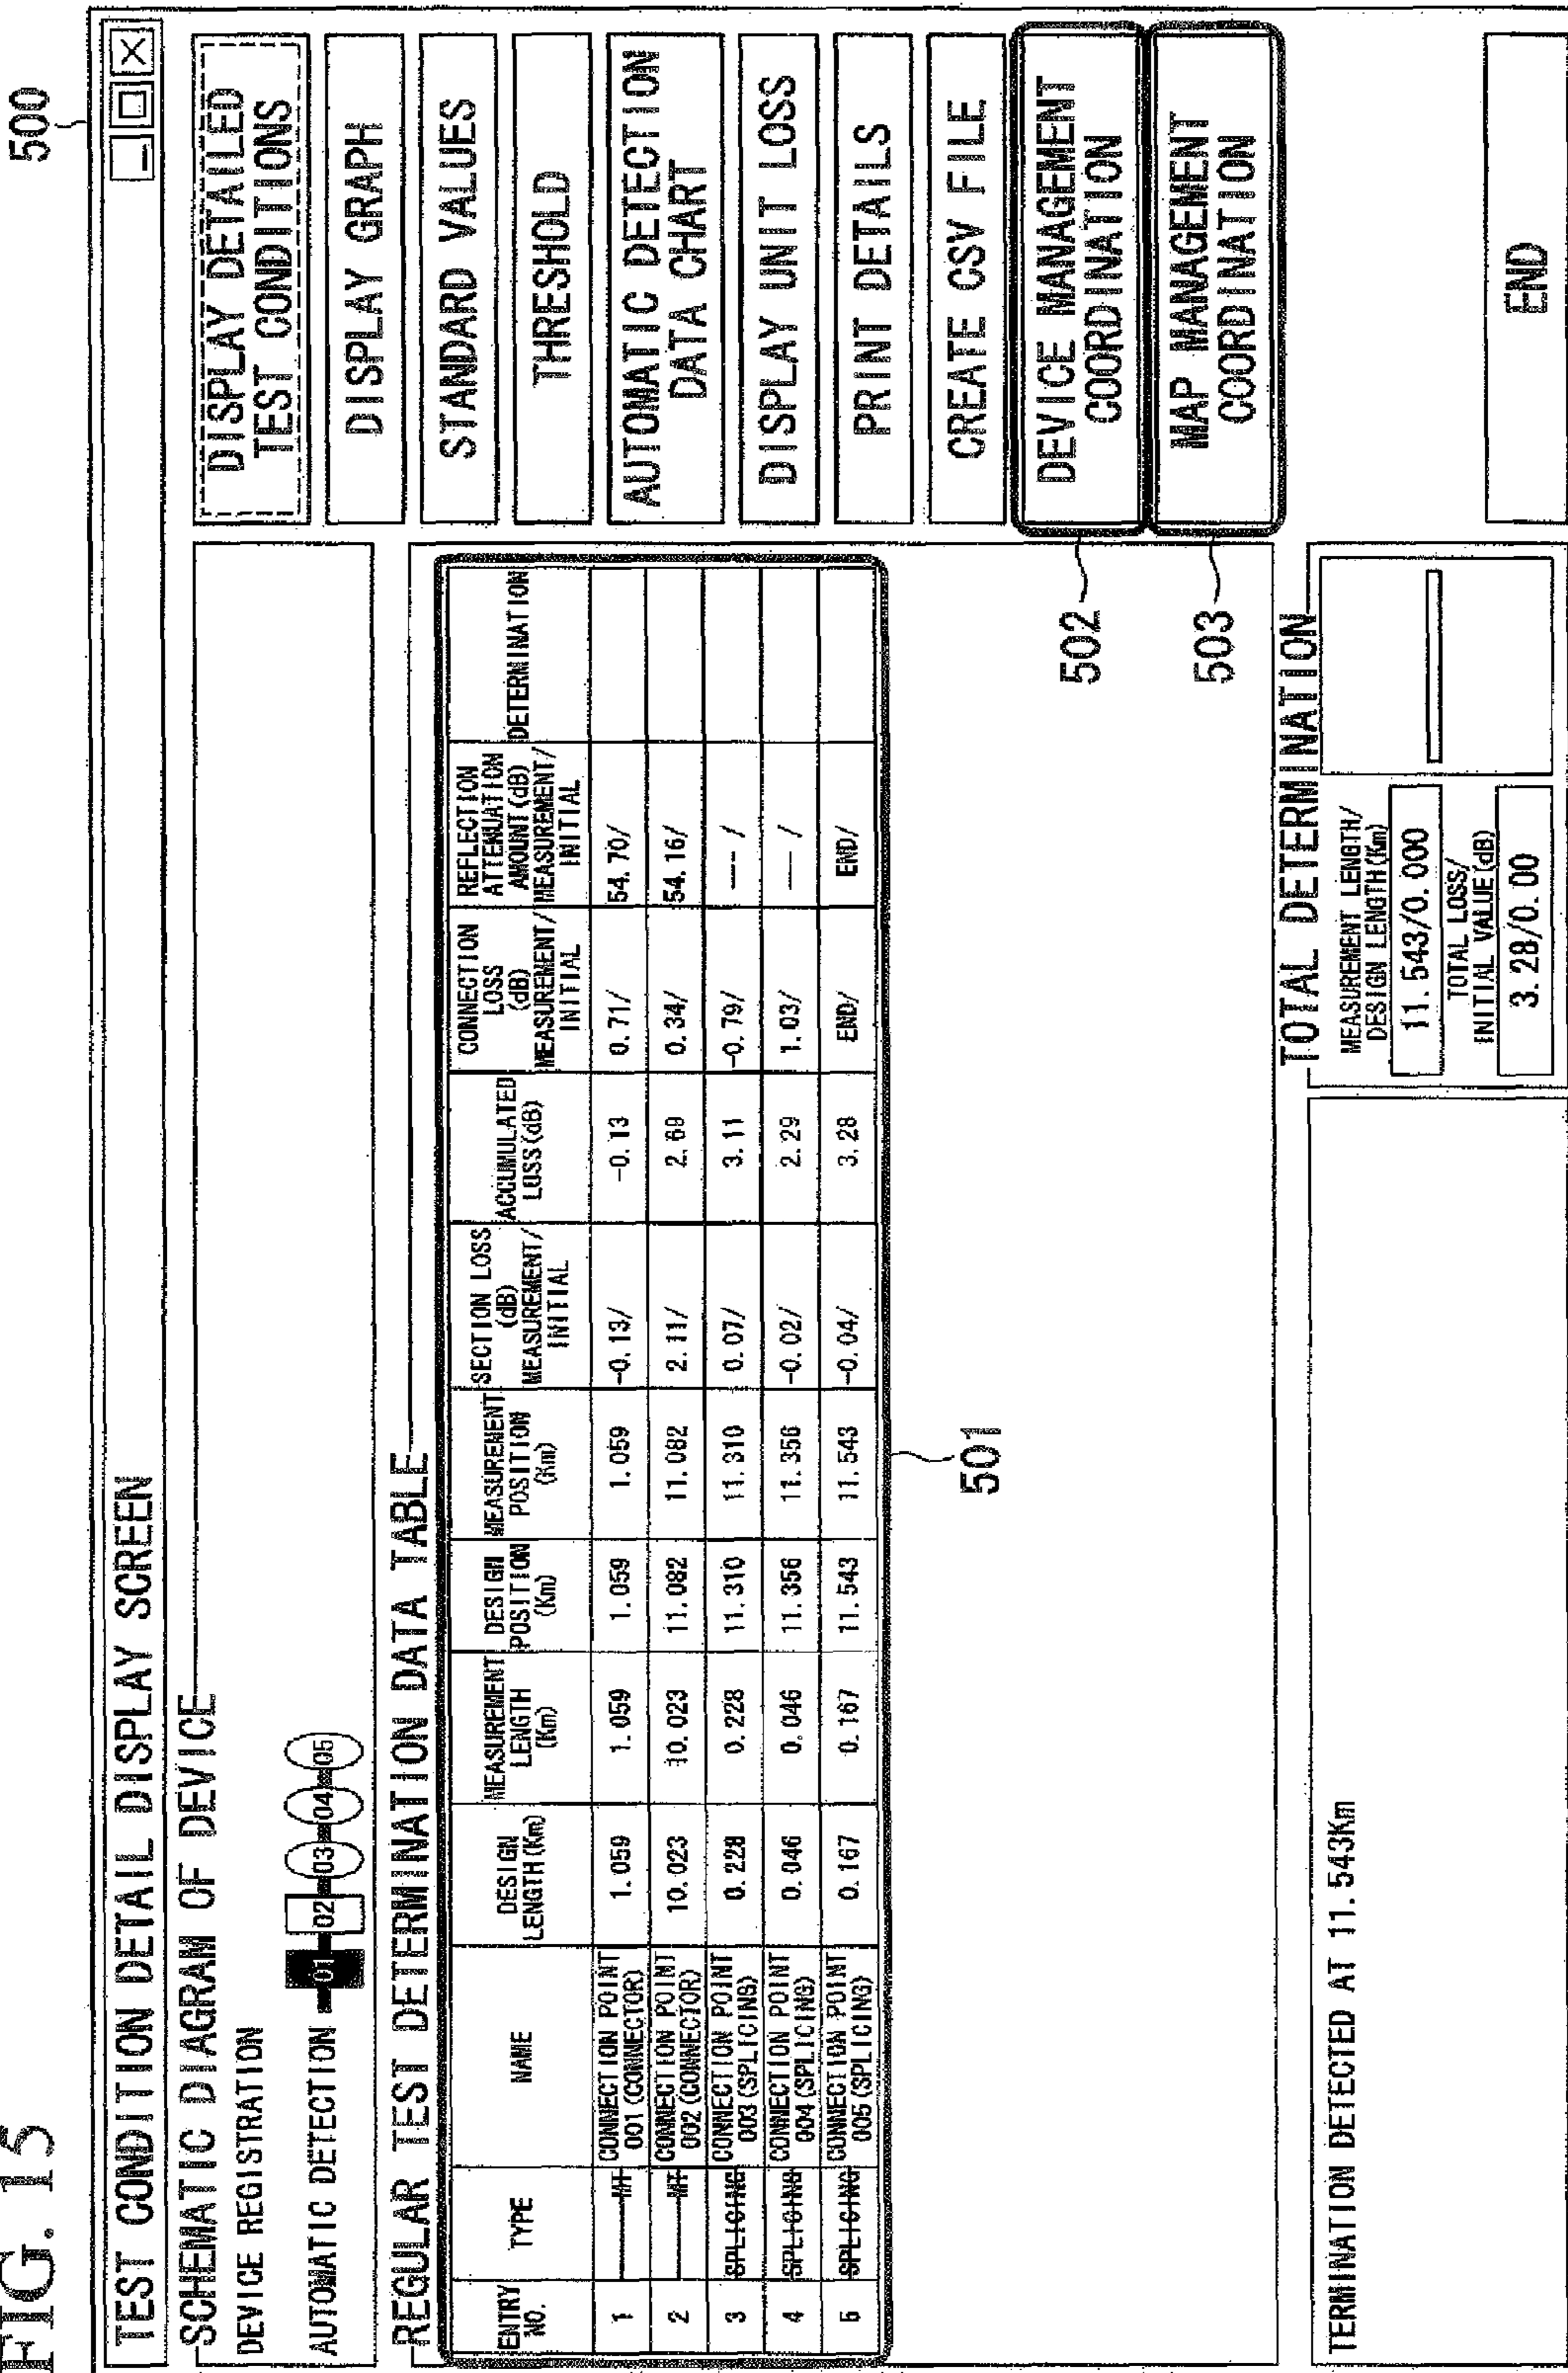 FIG. 15
500
TEST CONDITION DETAIL DISPLAY SCREEN
SCHEMATIC DIAGRAM OF DEVICE
DEVICE REGISTRATION
AUTOMATIC DETECTION 01 02 03 04 05
REGULAR TEST DETERMINATION DATA TABLE
ENTRY NO. TYPE NAME DESIGN LENGTH(Km) MEASUREMENT LENGTH (Km) DESIGN POSITION (Km) MEASUREMENT POSITION (Km) SECTION LOSS (dB) MEASUREMENT/ INITIAL ACCUMULATED LOSS(dB) CONNECTION LOSS (dB) MEASUREMENT/ INITIAL REFLECTION ATTENUATION AMOUNT(dB) MEASUREMENT/ INITIAL DETERMINATION
1 MT CONNECTION POINT 001(CONNECTOR) 1.059 1.059 1.059 1.059 -0.13/ -0.13 0.71/ 54.70/
2 MT CONNECTION POINT 002(CONNECTOR) 10.023 10.023 11.082 11.082 2.11/ 2.69 0.34/ 54.16/
3 SPLICING CONNECTION POINT 003(SPLICING) 0.228 0.228 11.310 11.310 0.07/ 3.11 -0.79/ --- /
4 SPLICING CONNECTION POINT 004(SPLICING) 0.046 0.046 11.356 11.356 -0.02/ 2.29 1.03/ --- /
5 SPLICING CONNECTION POINT 005(SPLICING) 0.167 0.167 11.543 11.543 -0.04/ 3.28 END/ END/
501
502
503
DISPLAY DETAILED
TEST CONDITIONS
DISPLAY GRAPH
STANDARD VALUES
THRESHOLD
AUTOMATIC DETECTION
DATA CHART
DISPLAY UNIT LOSS
PRINT DETAILS
CREATE CSV FILE
DEVICE MANAGEMENT
COORDINATION
MAP MANAGEMENT
COORDINATION
END
TERMINATION DETECTED AT 11.543Km
TOTAL DETERMINATION
MEASUREMENT LENGTH/
DESIGN LENGTH(Km)
11.543/0.000
TOTAL LOSS/
INITIAL VALUE(dB)
3.28/0.00